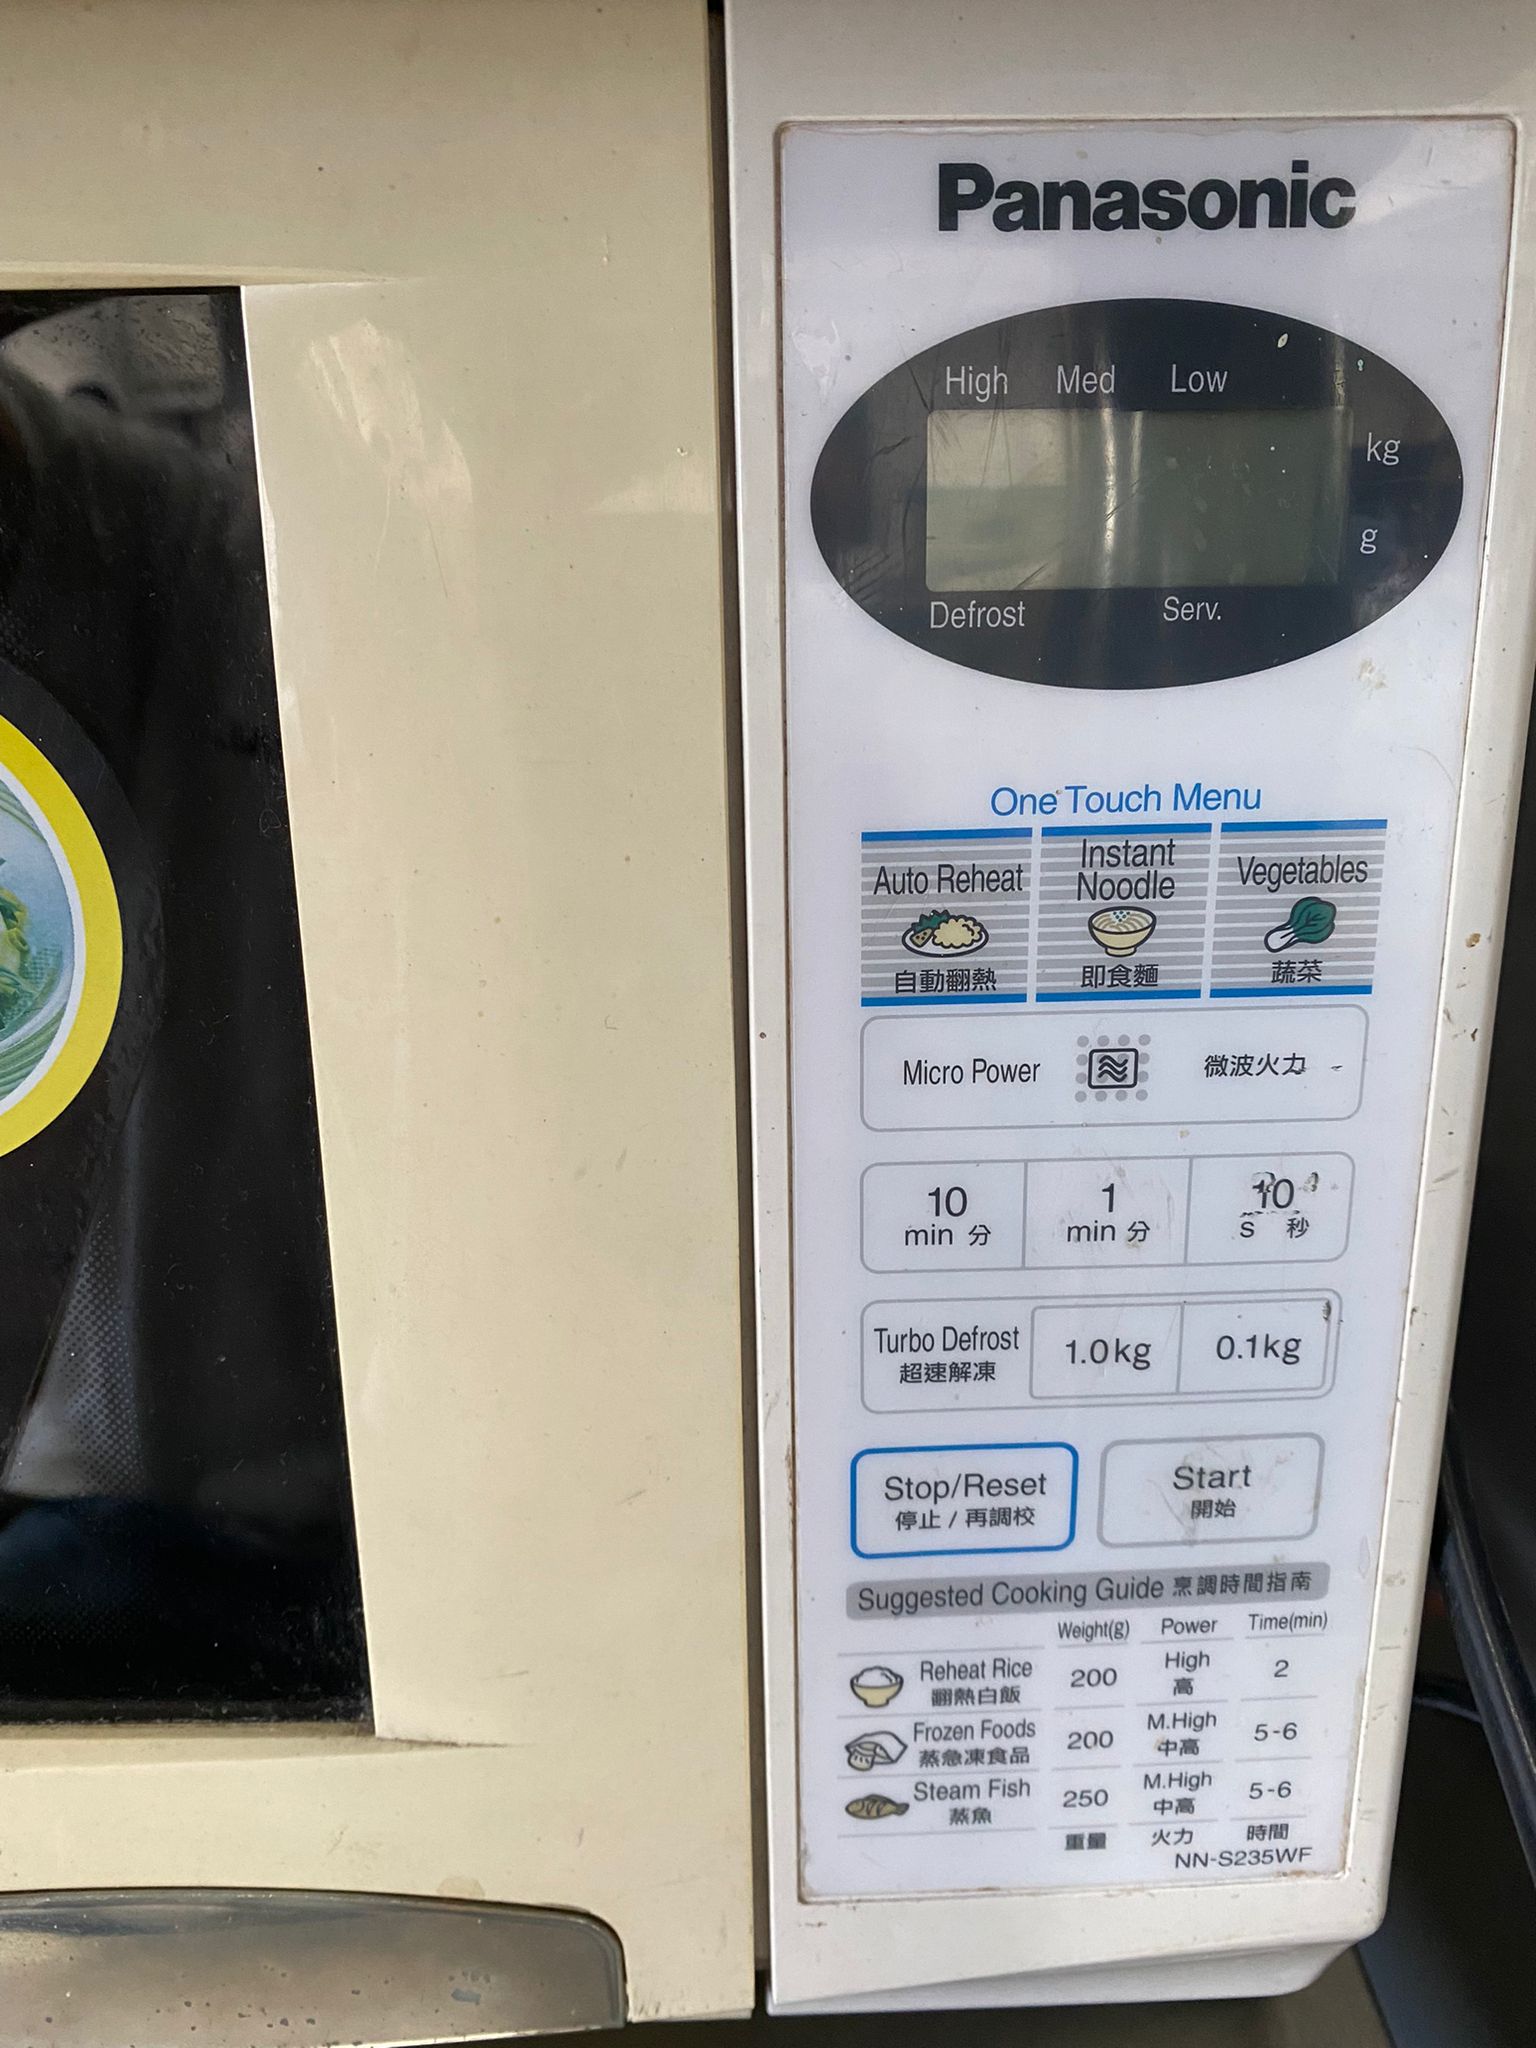 Panasonic
High Med Low
kg
g
Defrost Serv.
One Touch Menu
Auto Reheat
自動翻熱
Instant
Noodle
即食麵
Vegetables
蔬菜
Micro Power 微波火力
10
min 分
1
min 分
10
s 秒
Turbo Defrost
超速解凍
1.0kg
0.1kg
Stop/Reset
停止 / 再調校
Start
開始
Suggested Cooking Guide 烹調時間指南
Weight(g) Power Time(min)
Reheat Rice
翻熱白飯
200
High
高
2
Frozen Foods
蒸急凍食品
200
M.High
中高
5-6
Steam Fish
蒸魚
250
M.High
中高
5-6
重量 火力 時間
NN-S235WF